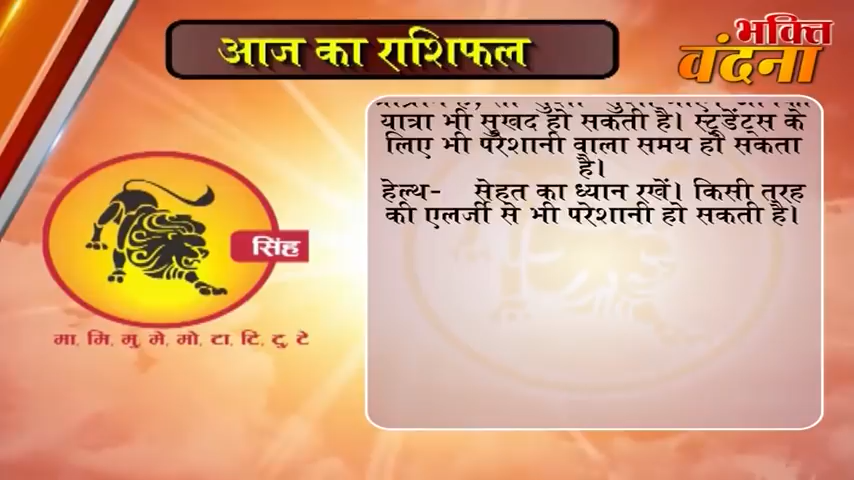 आज का राशिफल
भक्ति
वंदना
यात्रा भी सुखद हो सकती है। स्टूडेंट्स के
लिए भी परेशानी वाला समय हो सकता
है।
हेल्थ- सेहत का ध्यान रखें। किसी तरह
की एलर्जी से भी परेशानी हो सकती है।
सिंह
मा, मि, मु, मे, मो, टा, टि, टु, टे